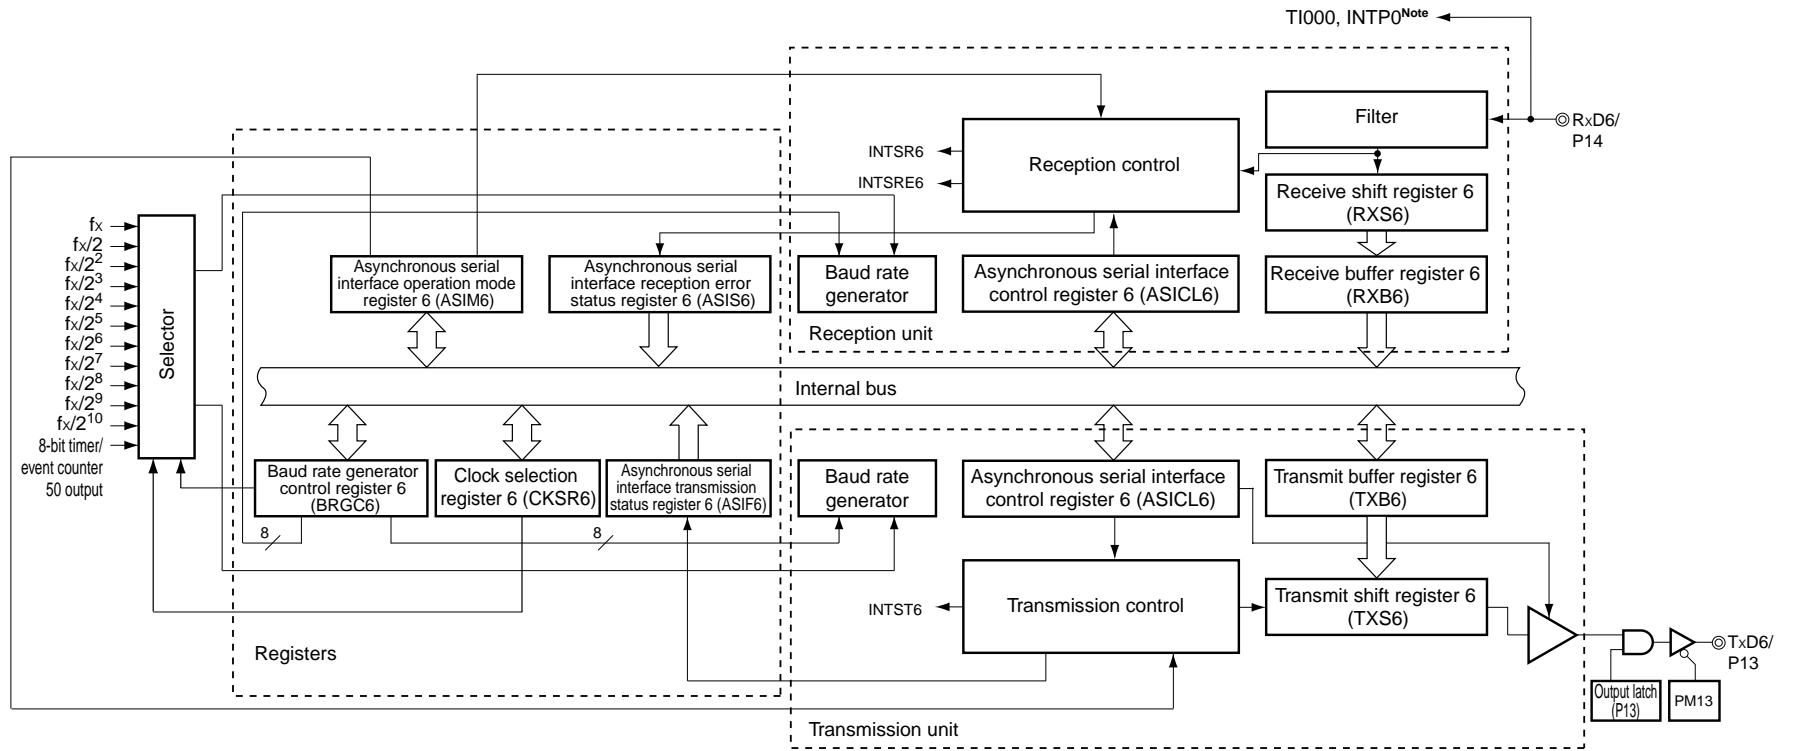 TI000, INTP0Note
Filter
RxD6/
P14
Reception control
INTSR6
INTSRE6
Receive shift register 6
(RXS6)
fX
fX/2
fX/2²
fX/2³
fX/2⁴
fX/2⁵
fX/2⁶
fX/2⁷
fX/2⁸
fX/2⁹
fX/2¹⁰
8-bit timer/
event counter
50 output
Selector
Asynchronous serial
interface operation mode
register 6 (ASIM6)
Asynchronous serial
interface reception error
status register 6 (ASIS6)
Baud rate
generator
Asynchronous serial interface
control register 6 (ASICL6)
Receive buffer register 6
(RXB6)
Reception unit
Internal bus
Baud rate generator
control register 6
(BRGC6)
Clock selection
register 6 (CKSR6)
Asynchronous serial
interface transmission
status register 6 (ASIF6)
Baud rate
generator
Asynchronous serial interface
control register 6 (ASICL6)
Transmit buffer register 6
(TXB6)
8
8
INTST6
Transmission control
Transmit shift register 6
(TXS6)
Registers
TxD6/
P13
Output latch
(P13)
PM13
Transmission unit